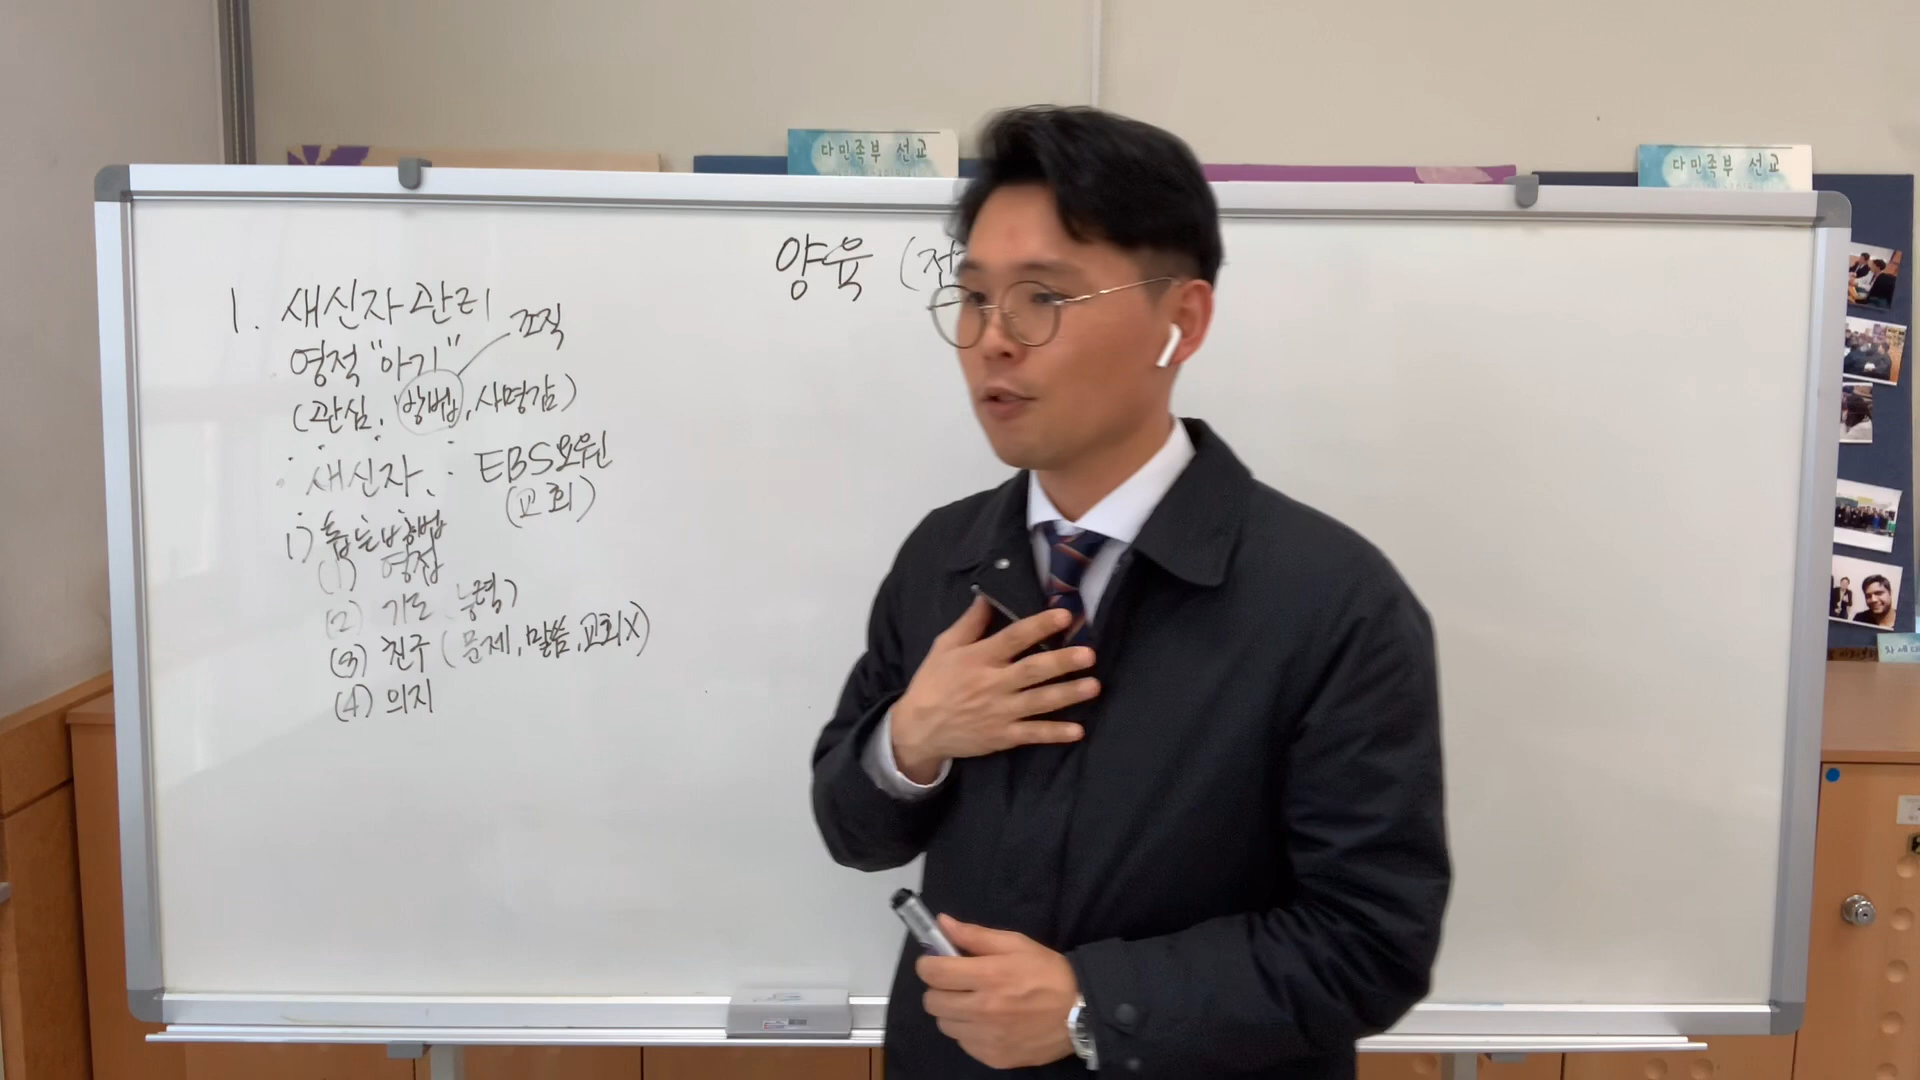 다민족부 선교
다민족부 선교
양육 (전
1. 새신자 관리
조직
영적 "아기"
(관심, 방법, 사명감)
새신자 EBS요원
(교회)
1) 돕는 방법
(1) 영접
(2) 기도 능력)
(3) 친구 (문제, 말씀, 교회X)
(4) 의지